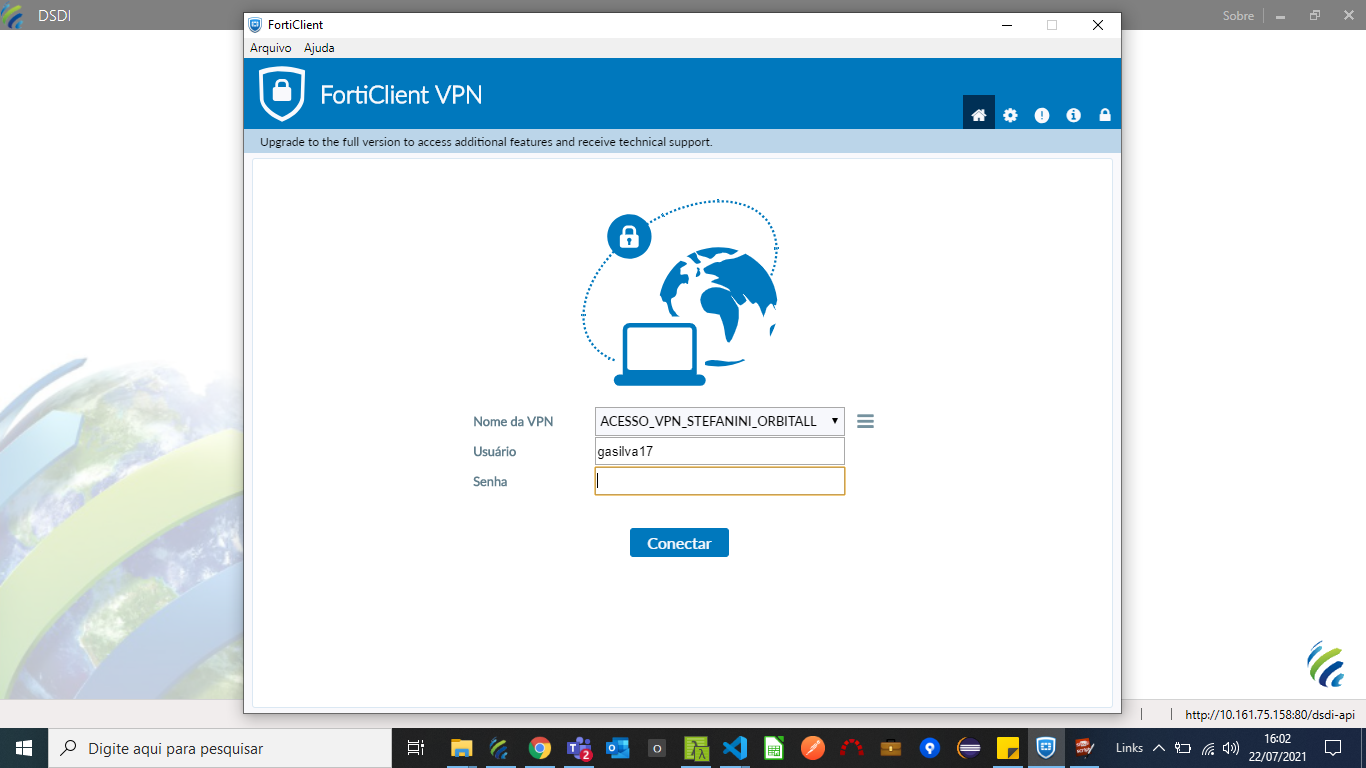 DSDI
Sobre
FortiClient
Arquivo Ajuda
FortiClient VPN
Upgrade to the full version to access additional features and receive technical support.
Nome da VPN
ACESSO_VPN_STEFANINI_ORBITALL
Usuário
gasilva17
Senha
Conectar
http://10.161.75.158:80/dsdi-api
Digite aqui para pesquisar
2
Links
16:02
22/07/2021